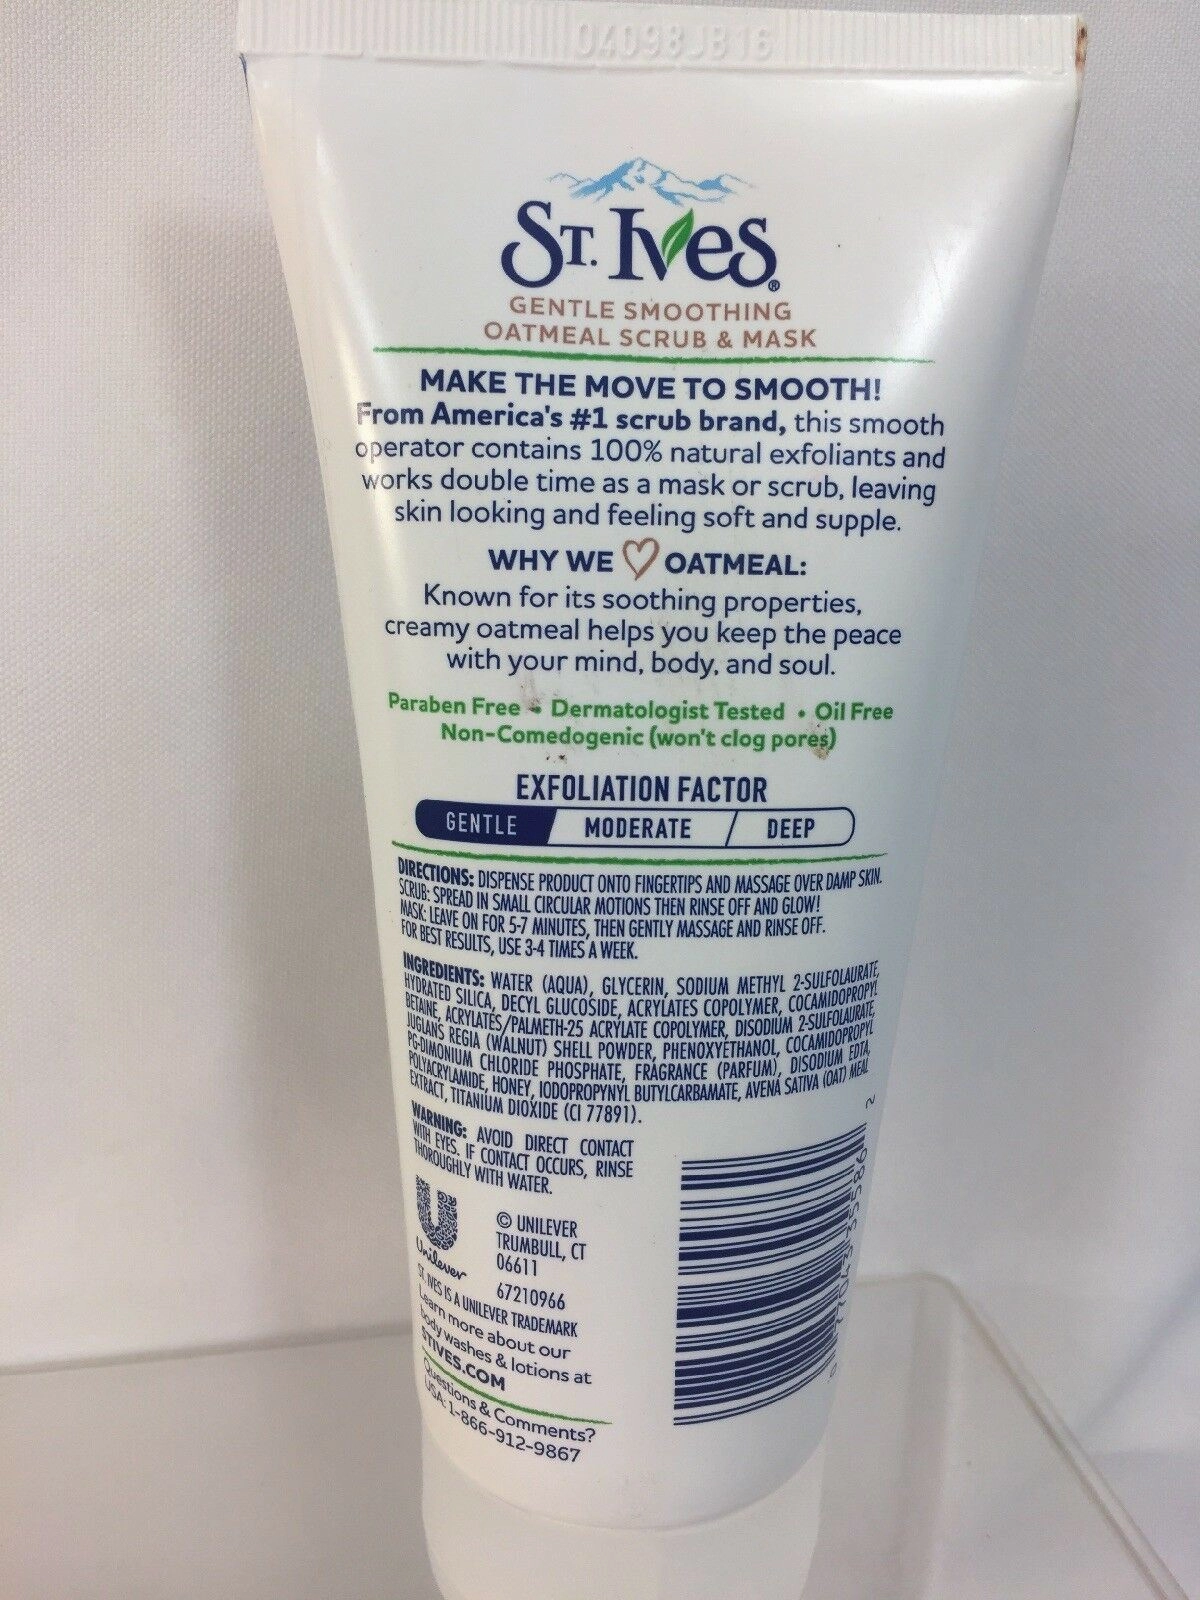 04098JB16
ST. Ives®
GENTLE SMOOTHING
OATMEAL SCRUB & MASK
MAKE THE MOVE TO SMOOTH!
From America's #1 scrub brand, this smooth
operator contains 100% natural exfoliants and
works double time as a mask or scrub, leaving
skin looking and feeling soft and supple.
WHY WE ♡ OATMEAL:
Known for its soothing properties,
creamy oatmeal helps you keep the peace
with your mind, body, and soul.
Paraben Free • Dermatologist Tested • Oil Free
Non-Comedogenic (won't clog pores)
EXFOLIATION FACTOR
GENTLE MODERATE DEEP
DIRECTIONS: DISPENSE PRODUCT ONTO FINGERTIPS AND MASSAGE OVER DAMP SKIN.
SCRUB: SPREAD IN SMALL CIRCULAR MOTIONS THEN RINSE OFF AND GLOW!
MASK: LEAVE ON FOR 5-7 MINUTES, THEN GENTLY MASSAGE AND RINSE OFF.
FOR BEST RESULTS, USE 3-4 TIMES A WEEK.
INGREDIENTS: WATER (AQUA), GLYCERIN, SODIUM METHYL 2-SULFOLAURATE,
HYDRATED SILICA, DECYL GLUCOSIDE, ACRYLATES COPOLYMER, COCAMIDOPROPYL
BETAINE, ACRYLATES/PALMETH-25 ACRYLATE COPOLYMER, DISODIUM 2-SULFOLAURATE,
JUGLANS REGIA (WALNUT) SHELL POWDER, PHENOXYETHANOL, COCAMIDOPROPYL
PG-DIMONIUM CHLORIDE PHOSPHATE, FRAGRANCE (PARFUM), DISODIUM EDTA,
POLYACRYLAMIDE, HONEY, IODOPROPYNYL BUTYLCARBAMATE, AVENA SATIVA (OAT) MEAL
EXTRACT, TITANIUM DIOXIDE (CI 77891).
WARNING: AVOID DIRECT CONTACT
WITH EYES. IF CONTACT OCCURS, RINSE
THOROUGHLY WITH WATER.
Unilever
© UNILEVER
TRUMBULL, CT
06611
67210966
ST. IVES IS A UNILEVER TRADEMARK
Learn more about our
body washes & lotions at
STIVES.COM
Questions & Comments?
USA: 1-866-912-9867